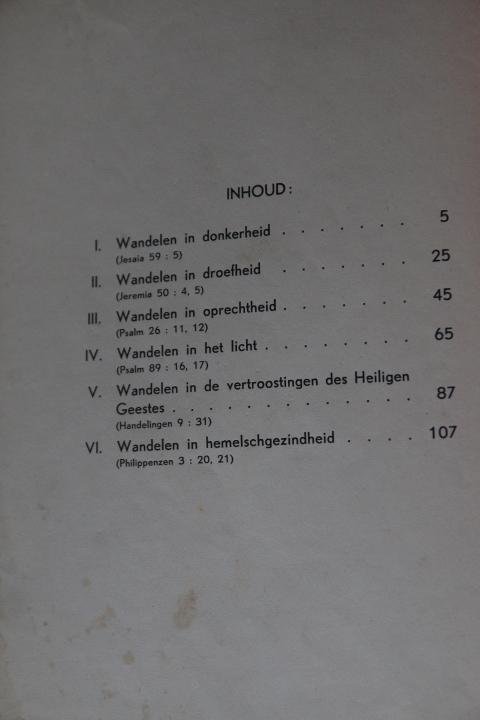 INHOUD:
I. Wandelen in donkerheid . . . . . . . 5
(Jesaia 59 : 5)
II. Wandelen in droefheid . . . . . . . 25
(Jeremia 50 : 4, 5)
III. Wandelen in oprechtheid . . . . . . . 45
(Psalm 26 : 11, 12)
IV. Wandelen in het licht . . . . . . . . 65
(Psalm 89 : 16, 17)
V. Wandelen in de vertroostingen des Heiligen
Geestes . . . . . . . . . . . . 87
(Handelingen 9 : 31)
VI. Wandelen in hemelschgezindheid . . . . 107
(Philippenzen 3 : 20, 21)